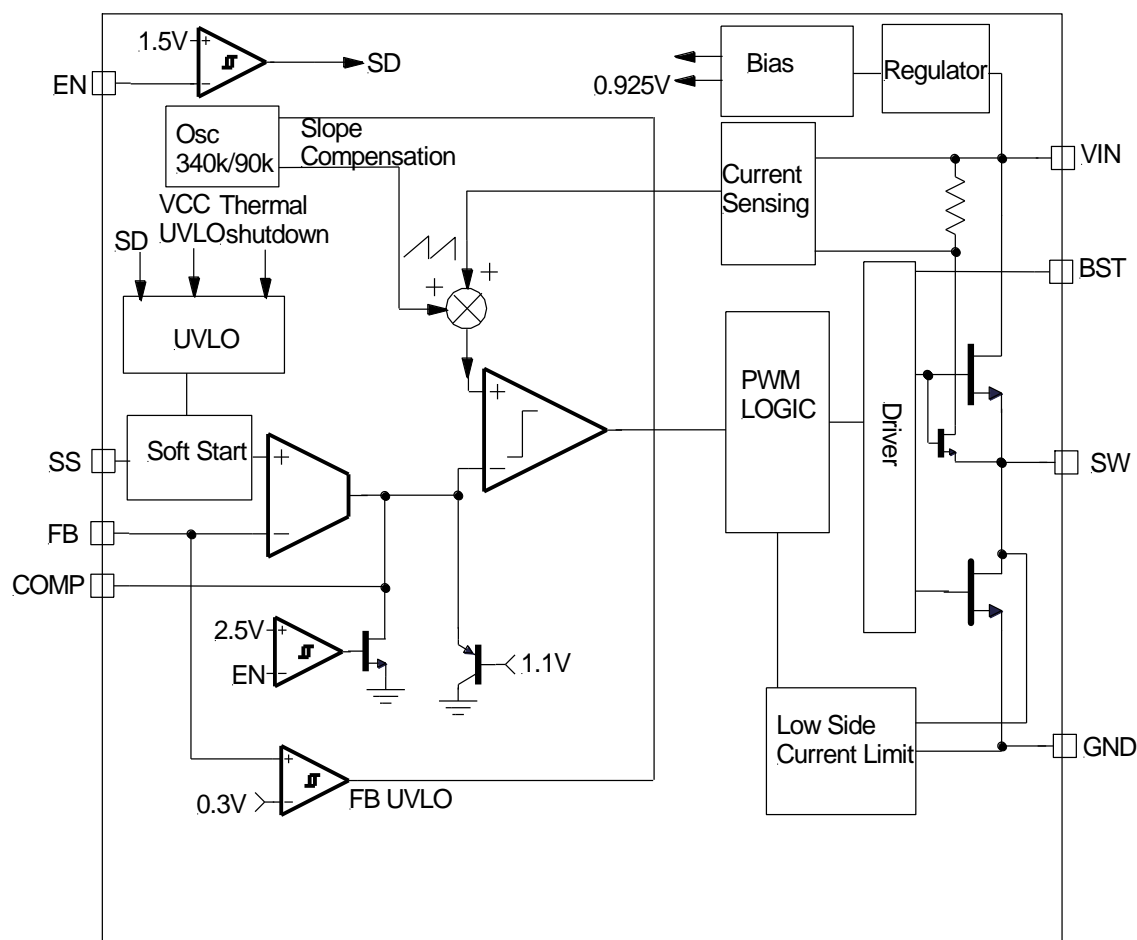 1.5V
+
−
SD
EN
Bias
0.925V
Regulator
Osc
340k/90k
Slope
Compensation
VIN
Current
Sensing
VCC Thermal
UVLO shutdown
SD
+
+
BST
UVLO
PWM
LOGIC
+
−
Driver
Soft Start
+
SS
SW
FB
−
COMP
2.5V
+
EN
−
1.1V
Low Side
Current Limit
GND
+
0.3V
−
FB UVLO